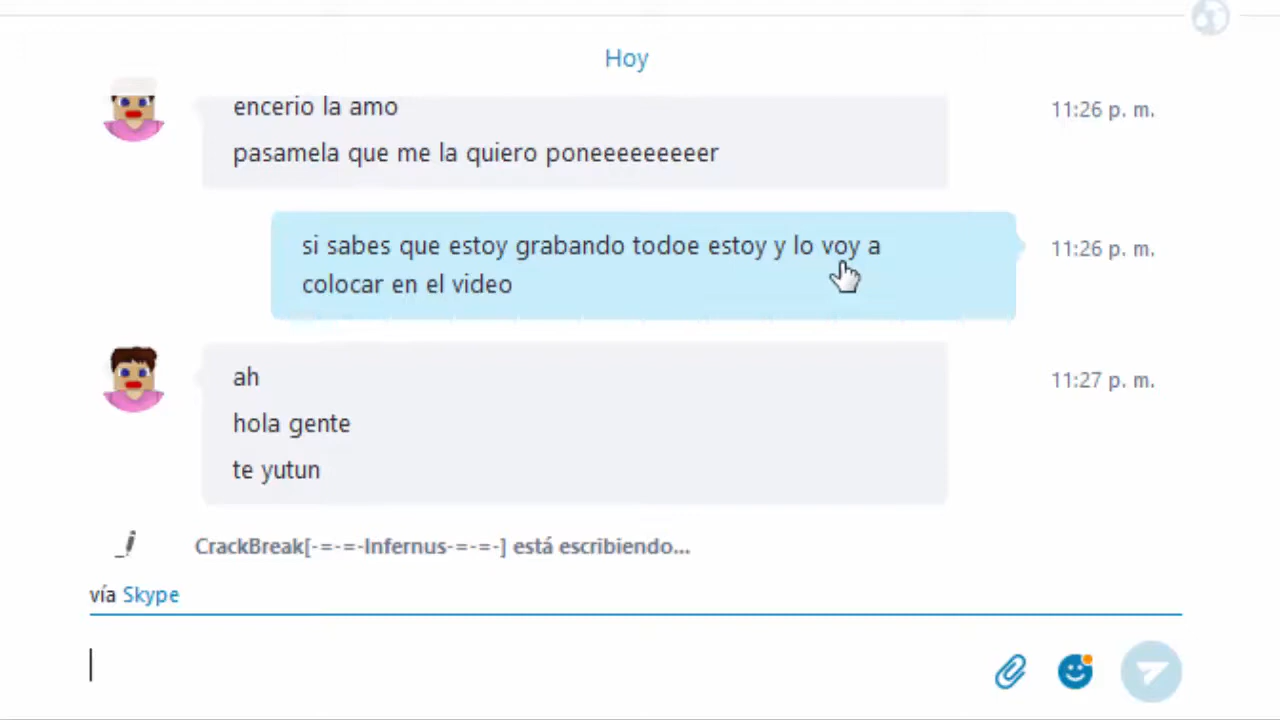 Hoy
encerio la amo
11:26 p. m.
pasamela que me la quiero poneeeeeeeeer
si sabes que estoy grabando todoe estoy y lo voy a
11:26 p. m.
colocar en el video
ah
11:27 p. m.
hola gente
te yutun
CrackBreak[-=-=-Infernus-=-=-] está escribiendo...
vía Skype